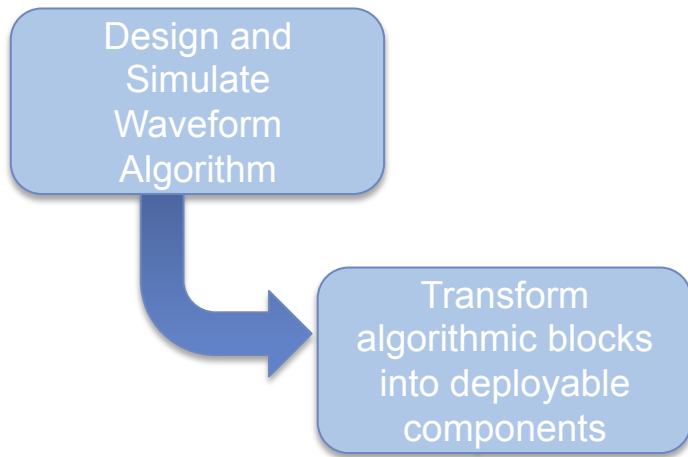 Design and
Simulate
Waveform
Algorithm
Transform
algorithmic blocks
into deployable
components